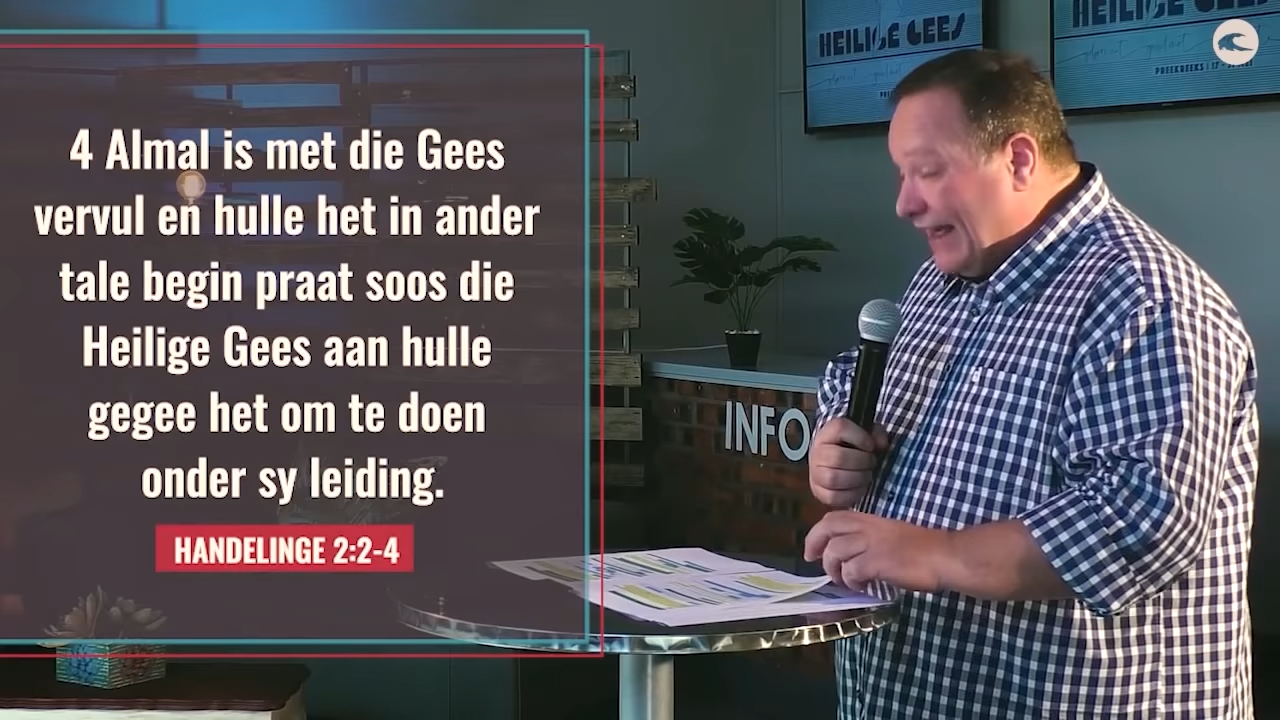 4 Almal is met die Gees
vervul en hulle het in ander
tale begin praat soos die
Heilige Gees aan hulle
gegee het om te doen
onder sy leiding.
HANDELINGE 2:2-4
HEILIGE GEES
HEILIGE GEES
PREEKREEKS | 17
INFO